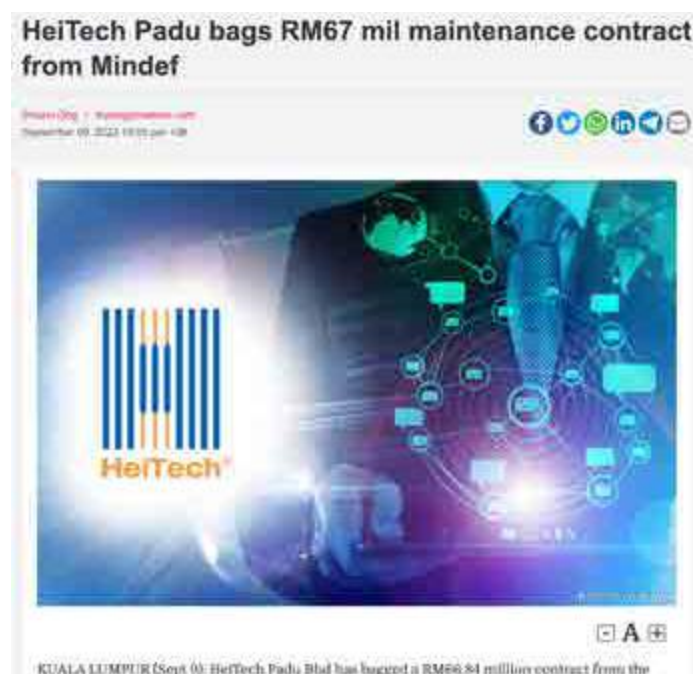 HeiTech Padu bags RM67 mil maintenance contract
from Mindef
HeiTech
A
KUALA LUMPUR (Sept 9): HeiTech Padu Bhd has bagged a RM66.84 million contract from the